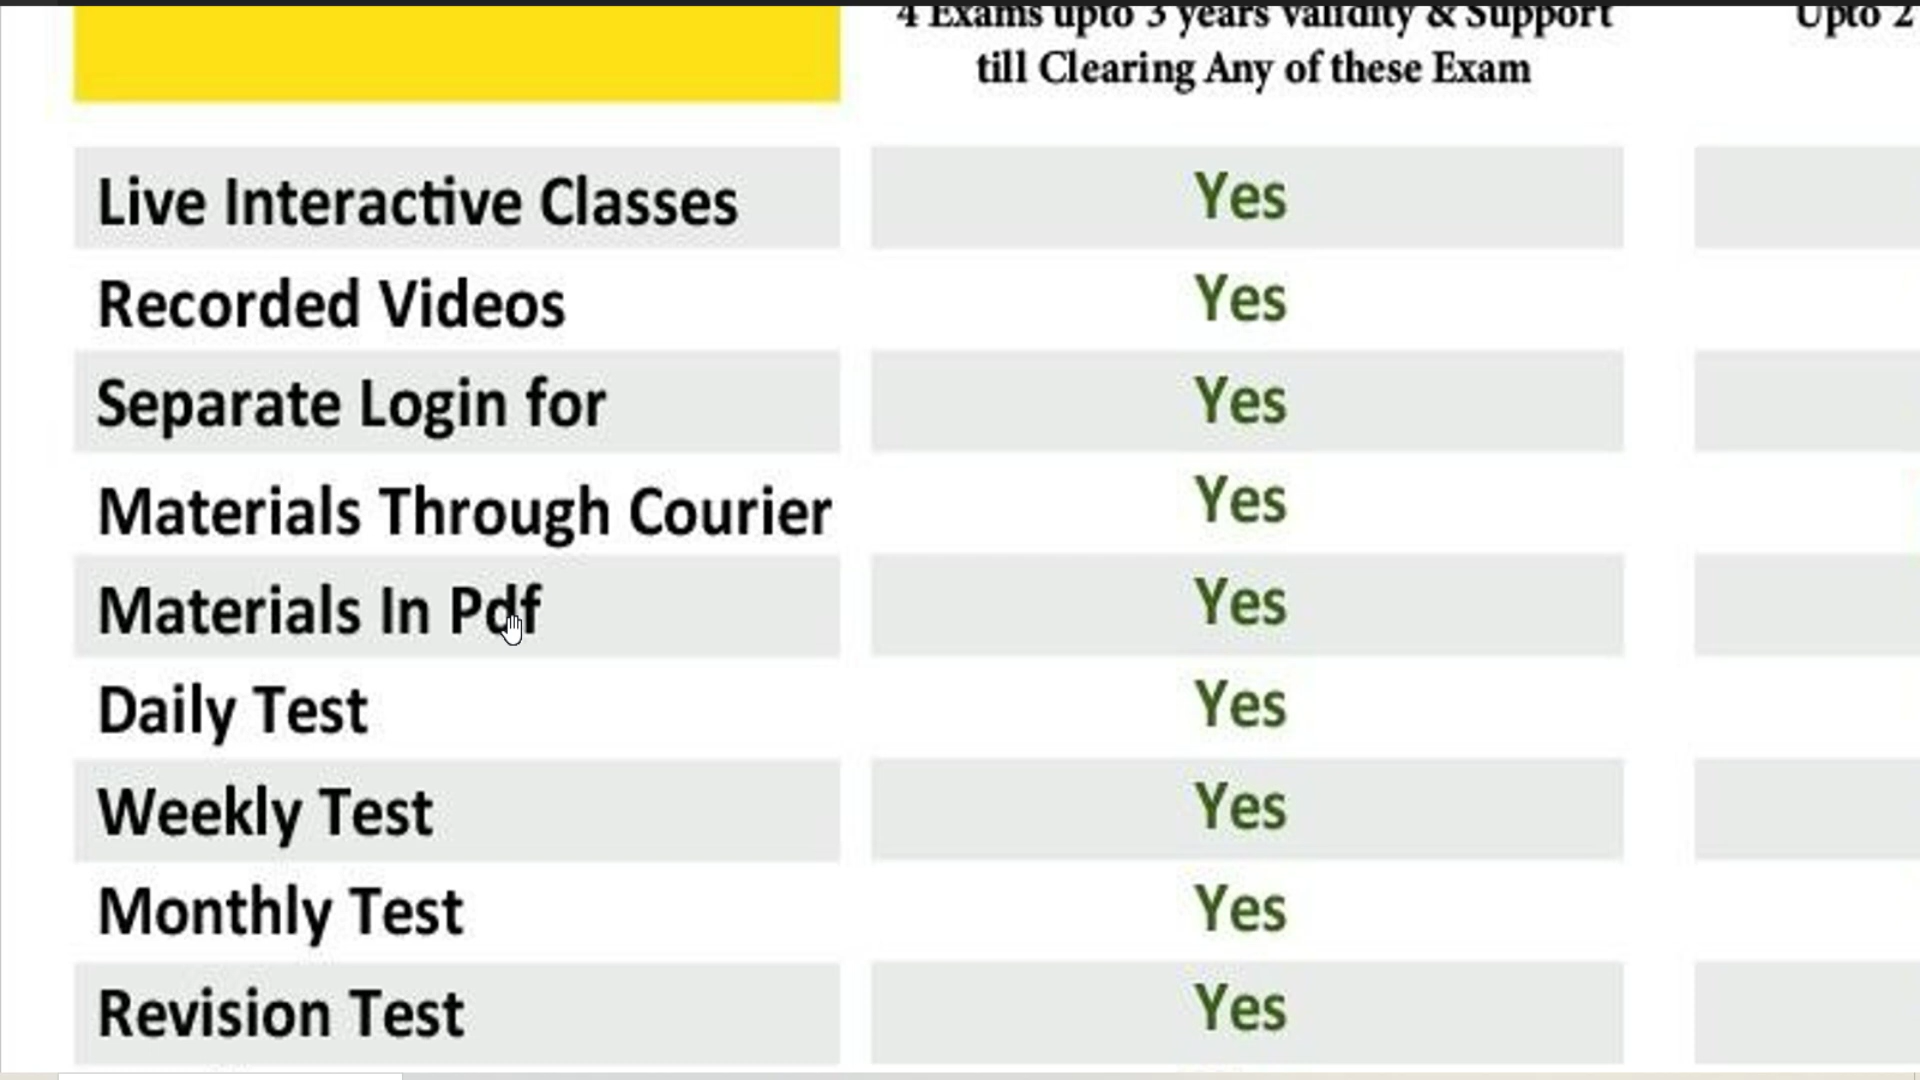 4 Exams upto 3 years Validity & Support
till Clearing Any of these Exam
Upto 2
Live Interactive Classes Yes
Recorded Videos Yes
Separate Login for Yes
Materials Through Courier Yes
Materials In Pdf Yes
Daily Test Yes
Weekly Test Yes
Monthly Test Yes
Revision Test Yes